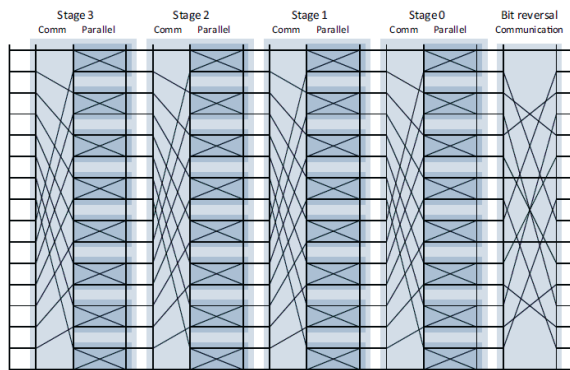 Stage 3 Stage 2 Stage 1 Stage 0 Bit reversal
Comm Parallel Comm Parallel Comm Parallel Comm Parallel Communication